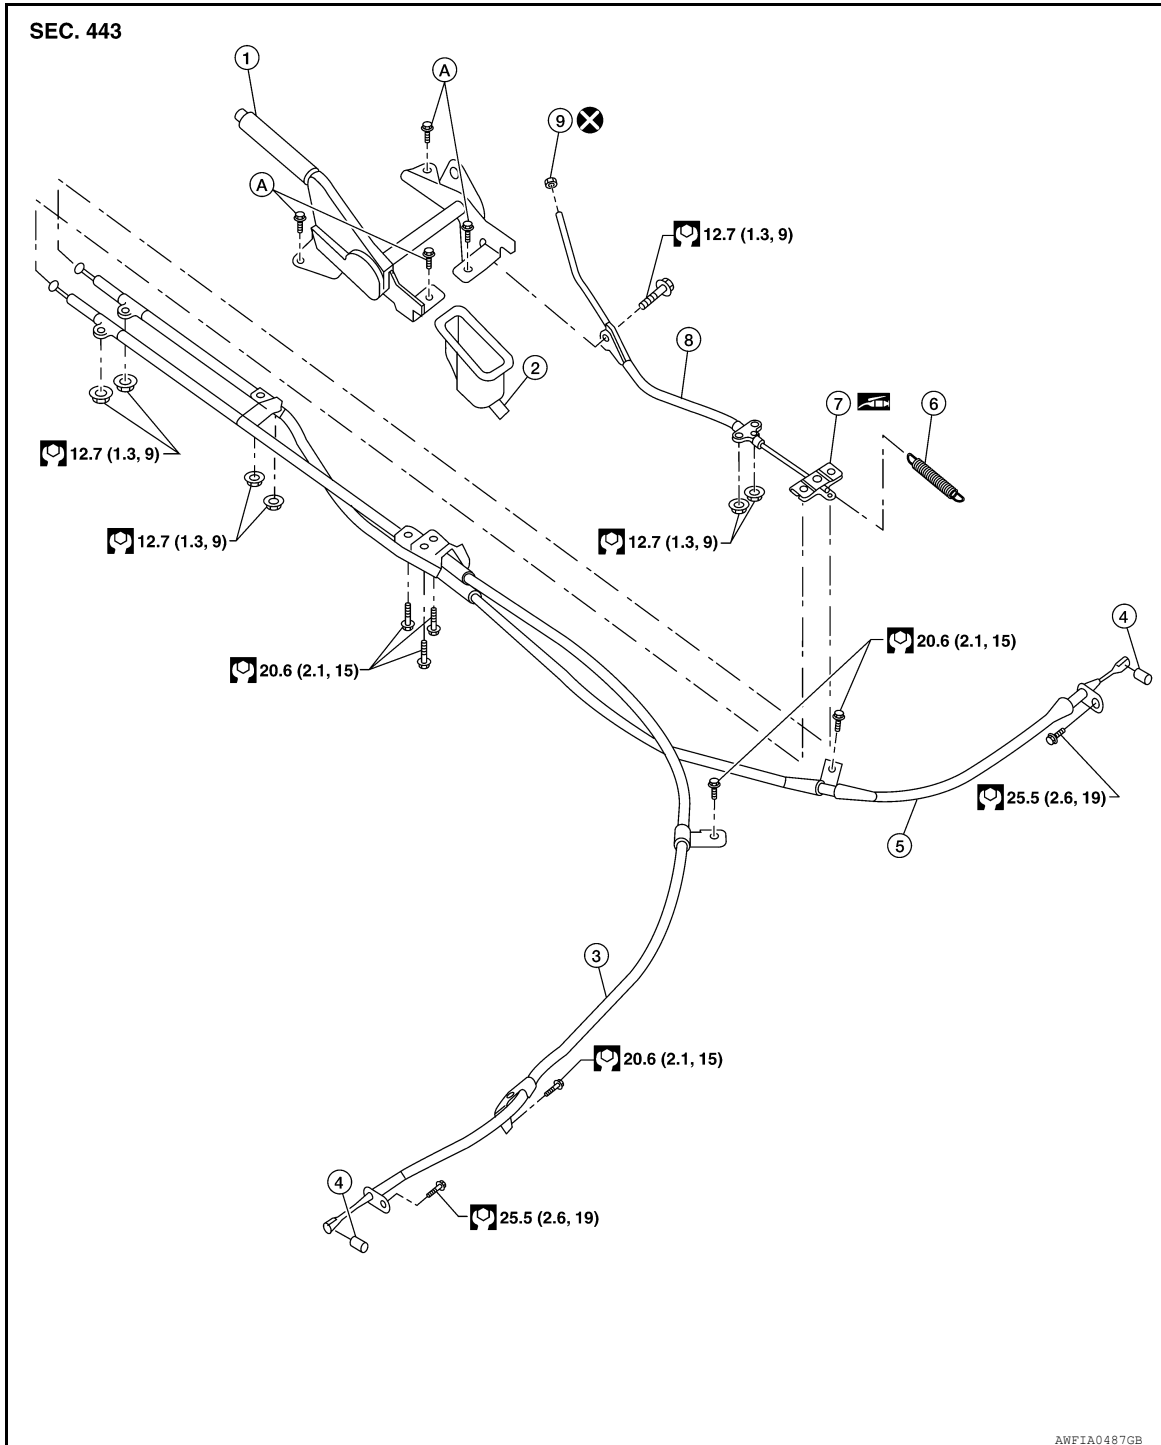 SEC. 443
1
A
9
A
12.7 (1.3, 9)
8
2
7
6
12.7 (1.3, 9)
12.7 (1.3, 9)
12.7 (1.3, 9)
4
20.6 (2.1, 15)
20.6 (2.1, 15)
25.5 (2.6, 19)
5
3
20.6 (2.1, 15)
4
25.5 (2.6, 19)
AWFIA0487GB